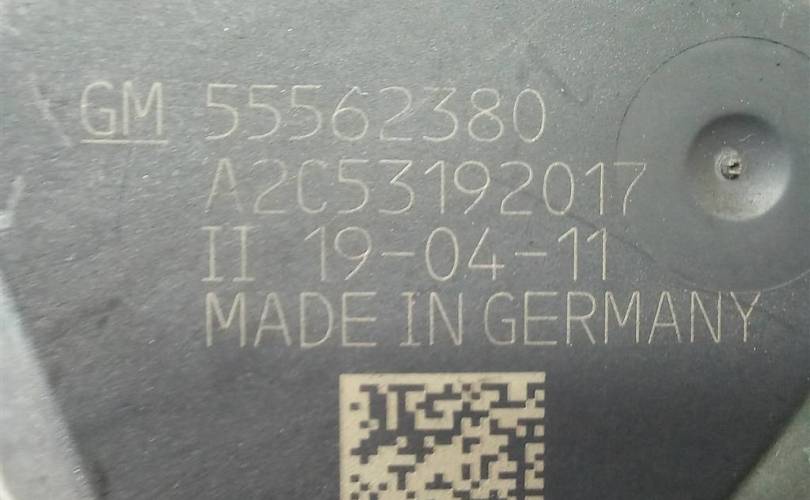 GM 55562380
A2C53192017
II 19-04-11
MADE IN GERMANY